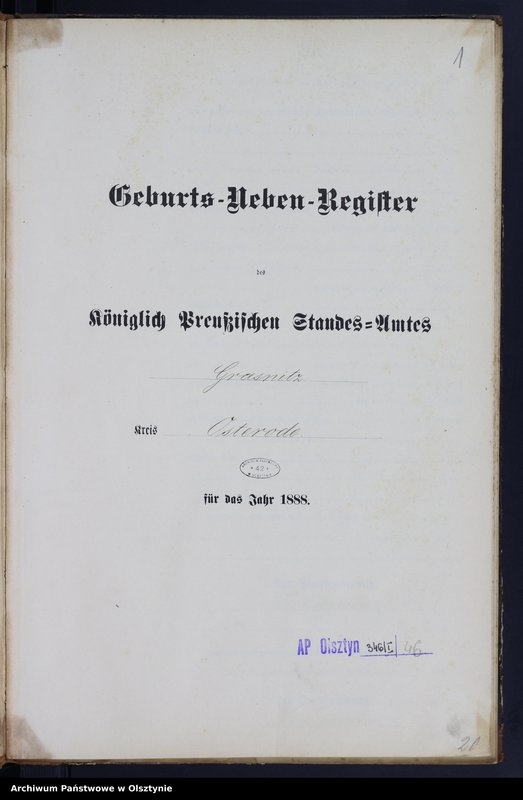 1
Geburts-Neben-Register
des
Königlich Preußischen Standes-Amtes
Grasnitz
Kreis Osterode
* 42 *
für das Jahr 1888.
AP Olsztyn 346/I 46
20
Archiwum Państwowe w Olsztynie